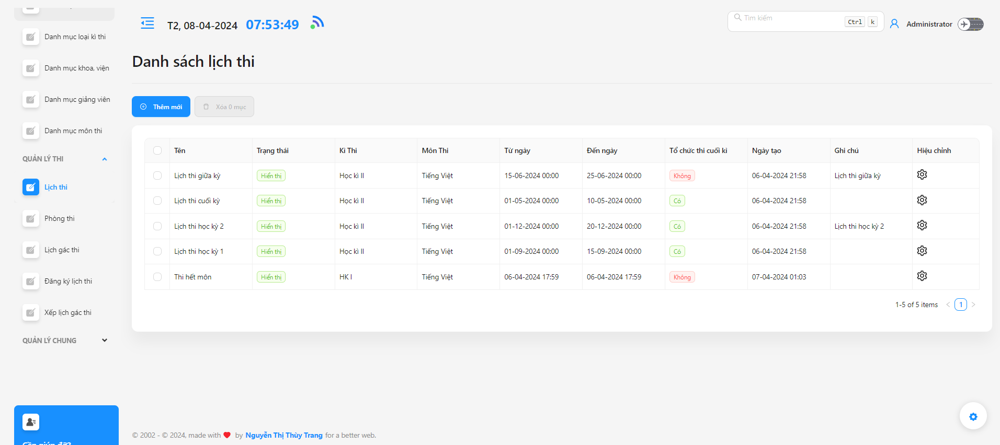 Danh mục loại kì thi
Danh mục khoa, viện
Danh mục giảng viên
Danh mục môn thi
QUẢN LÝ THI
Lịch thi
Phòng thi
Lịch gác thi
Đăng ký lịch thi
Xếp lịch gác thi
QUẢN LÝ CHUNG
Cần giúp đỡ?
T2, 08-04-2024 07:53:49
Tìm kiếm Ctrl k
Administrator
Danh sách lịch thi
Thêm mới Xóa 0 mục
Tên Trạng thái Kì Thi Môn Thi Từ ngày Đến ngày Tổ chức thi cuối kì Ngày tạo Ghi chú Hiệu chỉnh
Lịch thi giữa kỳ Hiển thị Học kì II Tiếng Việt 15-06-2024 00:00 25-06-2024 00:00 Không 06-04-2024 21:58 Lịch thi giữa kỳ
Lịch thi cuối kỳ Hiển thị Học kì II Tiếng Việt 01-05-2024 00:00 10-05-2024 00:00 Có 06-04-2024 21:58
Lịch thi học kỳ 2 Hiển thị Học kì II Tiếng Việt 01-12-2024 00:00 20-12-2024 00:00 Có 06-04-2024 21:58 Lịch thi học kỳ 2
Lịch thi học kỳ 1 Hiển thị Học kì II Tiếng Việt 01-09-2024 00:00 15-09-2024 00:00 Có 06-04-2024 21:58
Thi hết môn Hiển thị HK I Tiếng Việt 06-04-2024 17:59 06-04-2024 17:59 Không 07-04-2024 01:03
1-5 of 5 items < 1 >
© 2002 - © 2024, made with ❤ by Nguyễn Thị Thùy Trang for a better web.